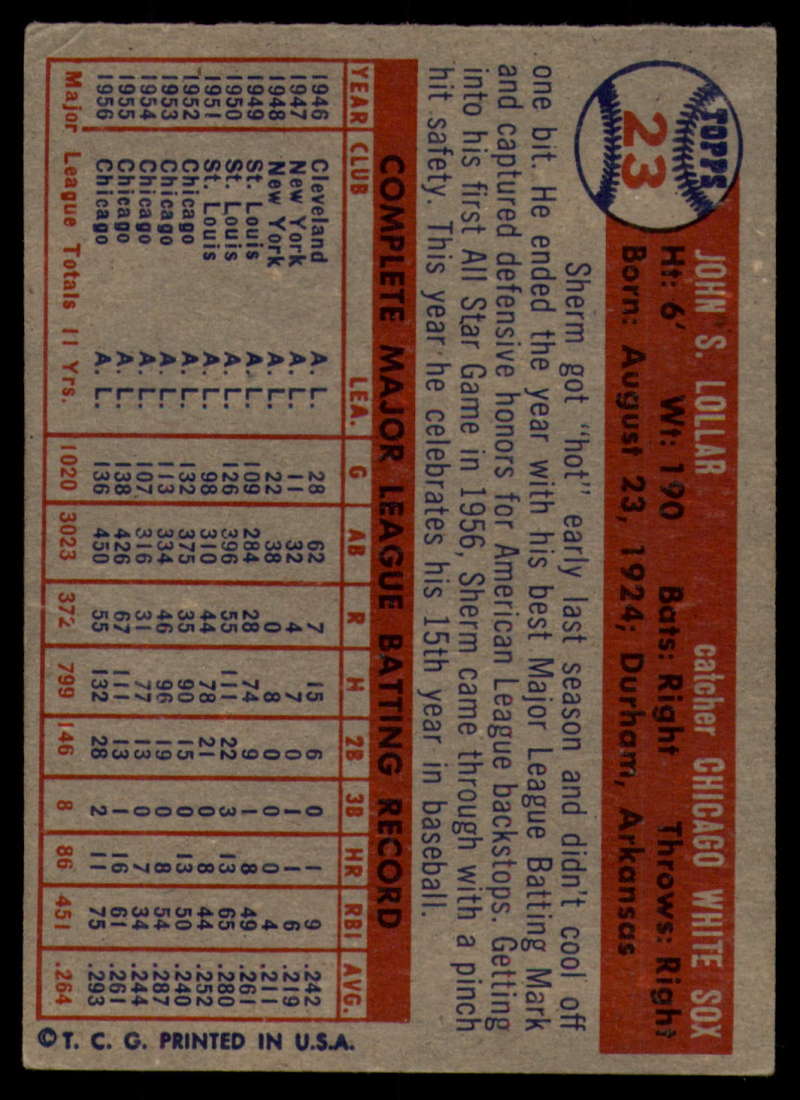 TOPPS
23
JOHN S. LOLLAR catcher CHICAGO WHITE SOX
Ht: 6' Wt: 190 Bats: Right Throws: Right
Born: August 23, 1924; Durham, Arkansas
Sherm got "hot" early last season and didn't cool off
one bit. He ended the year with his best Major League Batting Mark
and captured defensive honors for American League backstops. Getting
into his first All Star Game in 1956, Sherm came through with a pinch
hit safety. This year he celebrates his 15th year in baseball.
COMPLETE MAJOR LEAGUE BATTING RECORD
YEAR CLUB LEA. G AB R H 2B 3B HR RBI AVG.
1946 Cleveland A. L. 28 62 7 15 6 0 1 9 .242
1947 New York A. L. 11 32 4 7 0 1 1 6 .219
1948 New York A. L. 22 38 0 8 0 0 0 4 .211
1949 St. Louis A. L. 109 284 28 74 9 1 8 49 .261
1950 St. Louis A. L. 126 396 55 111 22 3 13 65 .280
1951 St. Louis A. L. 98 310 44 78 21 0 8 44 .252
1952 Chicago A. L. 132 375 35 90 15 0 13 50 .240
1953 Chicago A. L. 113 334 46 96 19 0 8 54 .287
1954 Chicago A. L. 107 316 31 77 13 0 7 34 .244
1955 Chicago A. L. 138 426 67 111 13 1 16 61 .261
1956 Chicago A. L. 136 450 55 132 28 2 11 75 .293
Major League Totals 11 Yrs. 1020 3023 372 799 146 8 86 451 .264
© T. C. G. PRINTED IN U.S.A.